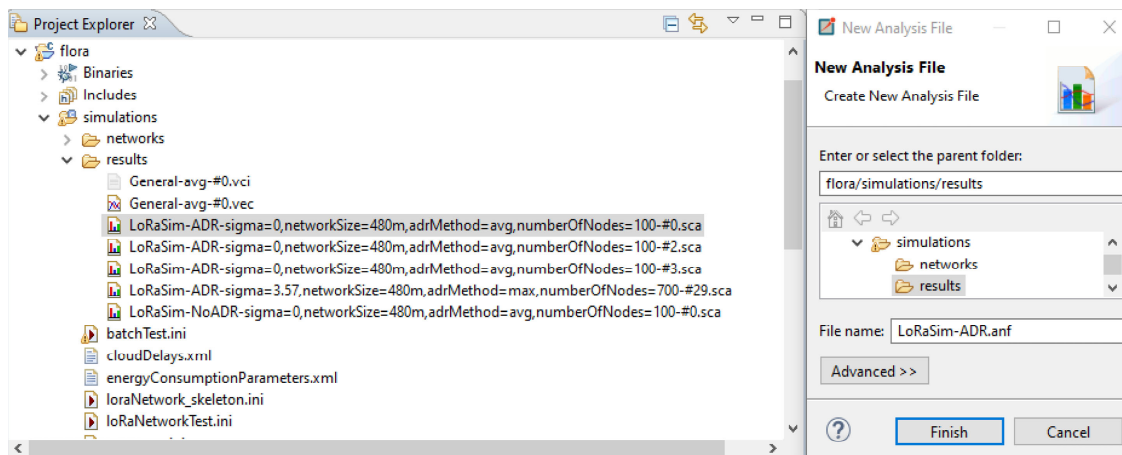 Project Explorer
flora
Binaries
Includes
simulations
networks
results
General-avg-#0.vci
General-avg-#0.vec
LoRaSim-ADR-sigma=0,networkSize=480m,adrMethod=avg,numberOfNodes=100-#0.sca
LoRaSim-ADR-sigma=0,networkSize=480m,adrMethod=avg,numberOfNodes=100-#2.sca
LoRaSim-ADR-sigma=0,networkSize=480m,adrMethod=avg,numberOfNodes=100-#3.sca
LoRaSim-ADR-sigma=3.57,networkSize=480m,adrMethod=max,numberOfNodes=700-#29.sca
LoRaSim-NoADR-sigma=0,networkSize=480m,adrMethod=avg,numberOfNodes=100-#0.sca
batchTest.ini
cloudDelays.xml
energyConsumptionParameters.xml
loraNetwork_skeleton.ini
loRaNetworkTest.ini
New Analysis File
New Analysis File
Create New Analysis File
Enter or select the parent folder:
flora/simulations/results
simulations
networks
results
File name: LoRaSim-ADR.anf
Advanced >>
Finish Cancel